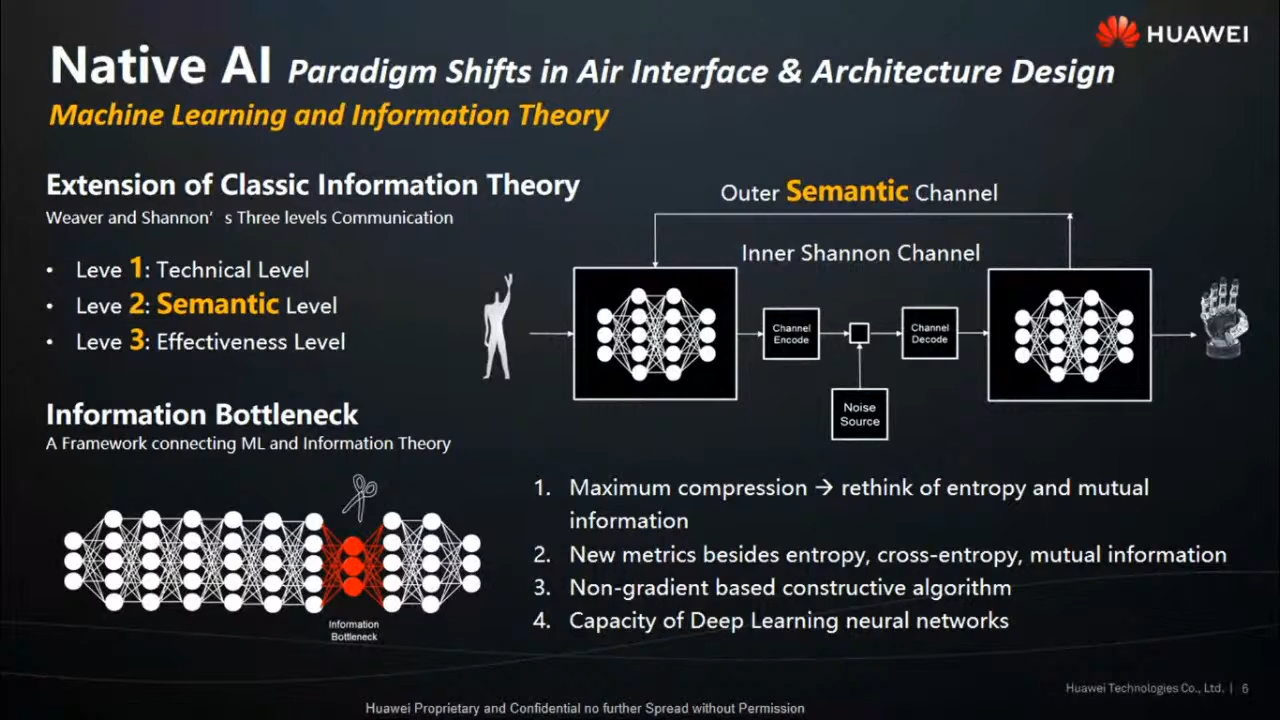 HUAWEI
Native AI Paradigm Shifts in Air Interface & Architecture Design
Machine Learning and Information Theory
Extension of Classic Information Theory
Weaver and Shannon's Three levels Communication
• Leve 1: Technical Level
• Leve 2: Semantic Level
• Leve 3: Effectiveness Level
Outer Semantic Channel
Inner Shannon Channel
Channel
Encode
Channel
Decode
Noise
Source
Information Bottleneck
A Framework connecting ML and Information Theory
Information
Bottleneck
1. Maximum compression → rethink of entropy and mutual
information
2. New metrics besides entropy, cross-entropy, mutual information
3. Non-gradient based constructive algorithm
4. Capacity of Deep Learning neural networks
Huawei Technologies Co., Ltd. | 6
Huawei Proprietary and Confidential no further Spread without Permission